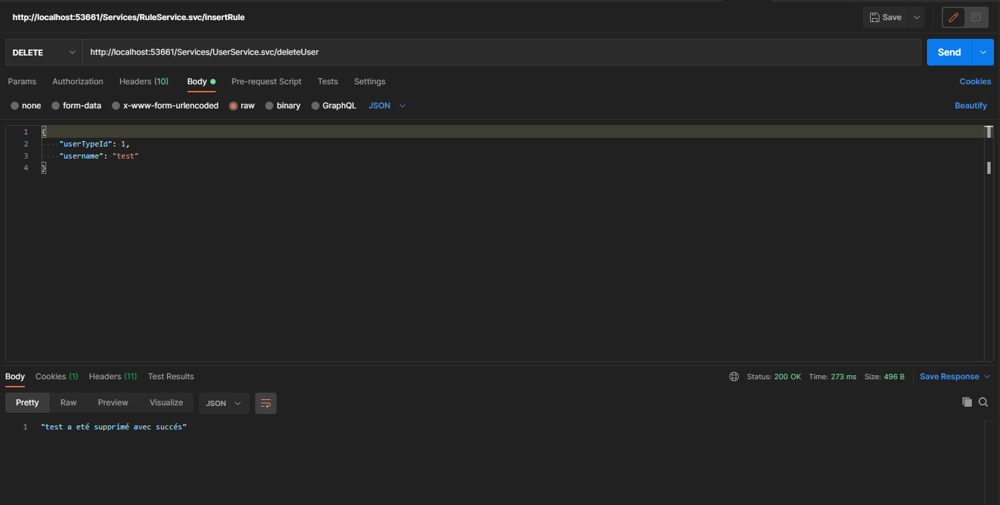 http://localhost:53661/Services/RuleService.svc/insertRule
Save
DELETE
http://localhost:53661/Services/UserService.svc/deleteUser
Send
Params Authorization Headers (10) Body Pre-request Script Tests Settings Cookies
none form-data x-www-form-urlencoded raw binary GraphQL JSON Beautify
1 {
2 ····"userTypeId":·1,
3 ····"username":·"test"
4 }
Body Cookies (1) Headers (11) Test Results Status: 200 OK Time: 273 ms Size: 496 B Save Response
Pretty Raw Preview Visualize JSON
1 "test a eté supprimé avec succés"